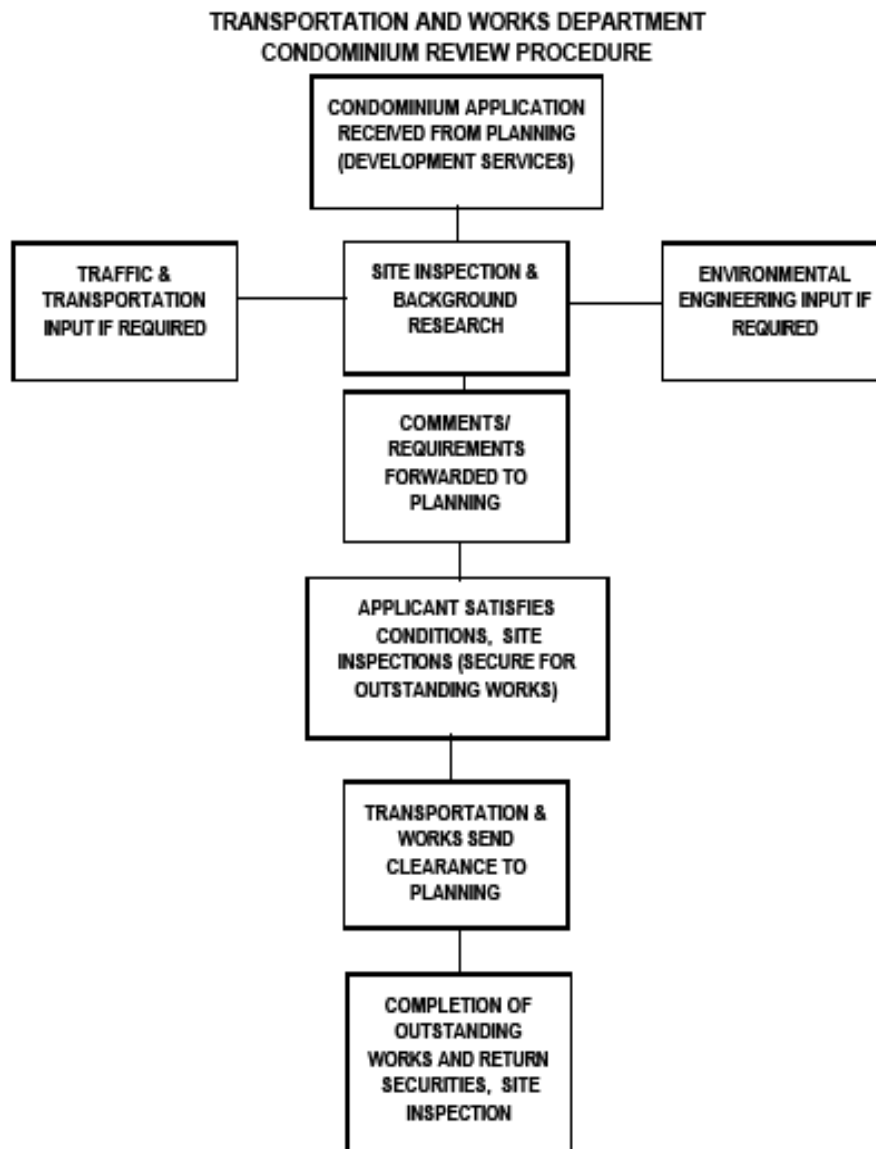 TRANSPORTATION AND WORKS DEPARTMENT
CONDOMINIUM REVIEW PROCEDURE
CONDOMINIUM APPLICATION
RECEIVED FROM PLANNING
(DEVELOPMENT SERVICES)
TRAFFIC &
TRANSPORTATION
INPUT IF REQUIRED
SITE INSPECTION &
BACKGROUND
RESEARCH
ENVIRONMENTAL
ENGINEERING INPUT IF
REQUIRED
COMMENTS/
REQUIREMENTS
FORWARDED TO
PLANNING
APPLICANT SATISFIES
CONDITIONS, SITE
INSPECTIONS (SECURE FOR
OUTSTANDING WORKS)
TRANSPORTATION &
WORKS SEND
CLEARANCE TO
PLANNING
COMPLETION OF
OUTSTANDING
WORKS AND RETURN
SECURITIES, SITE
INSPECTION